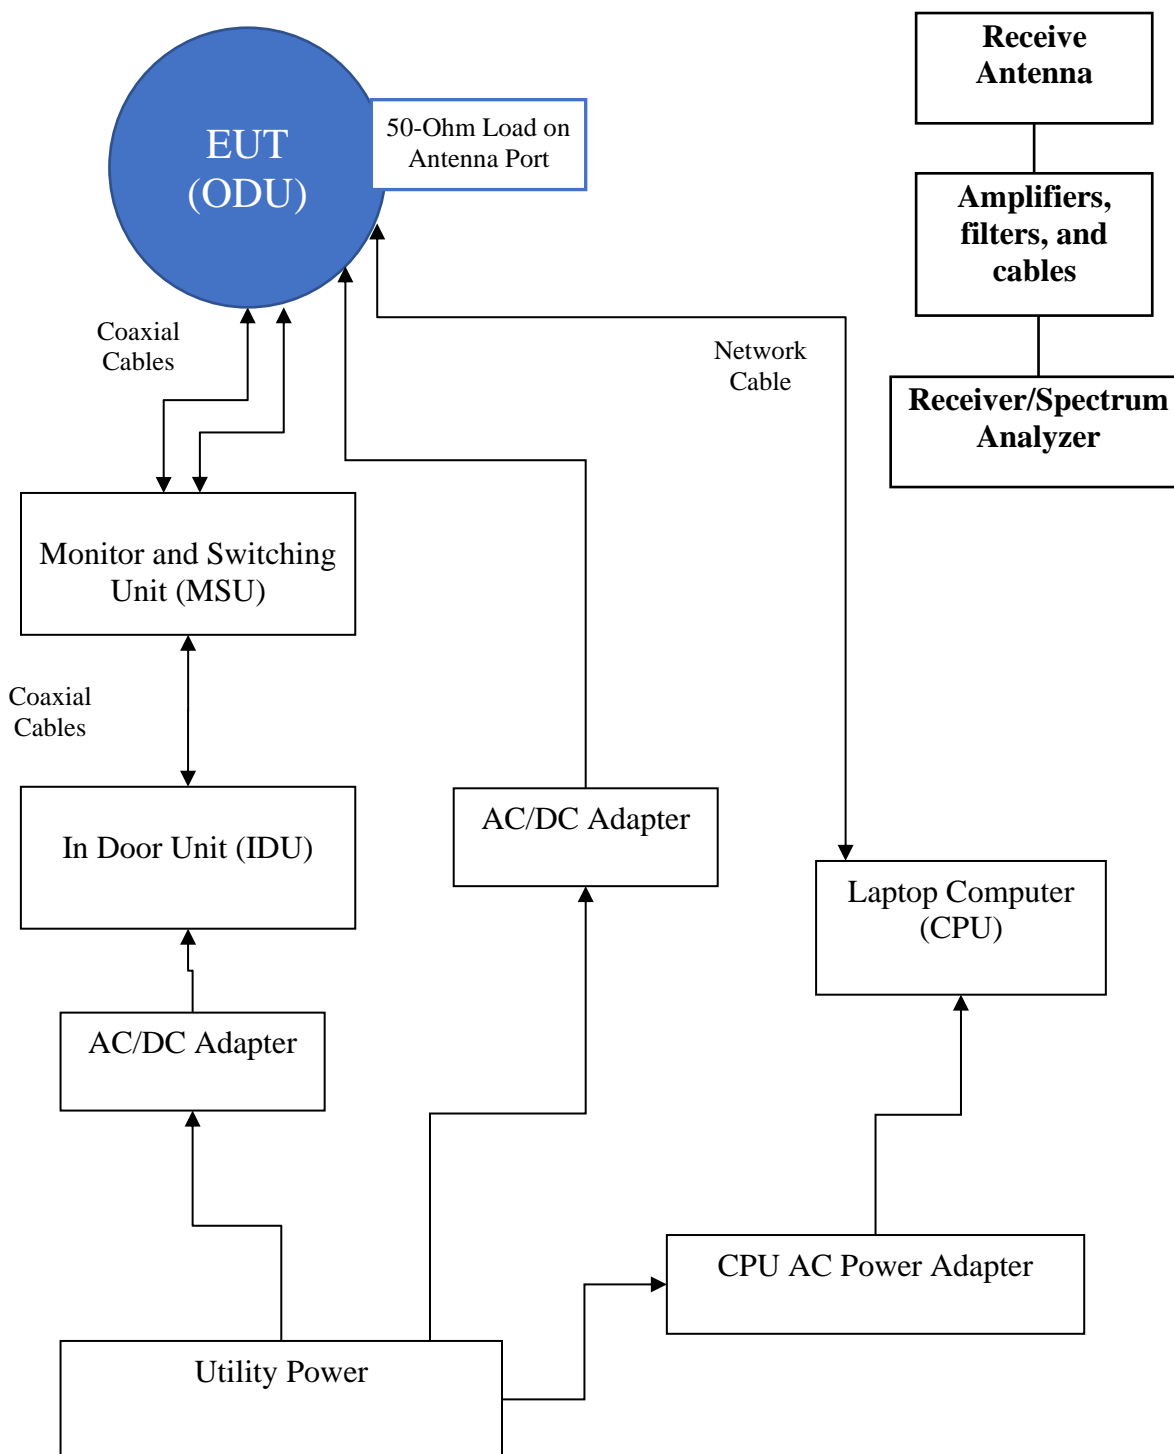 EUT
(ODU)
50-Ohm Load on
Antenna Port
Receive
Antenna
Amplifiers,
filters, and
cables
Receiver/Spectrum
Analyzer
Coaxial
Cables
Network
Cable
Monitor and Switching
Unit (MSU)
Coaxial
Cables
In Door Unit (IDU)
AC/DC Adapter
Laptop Computer
(CPU)
AC/DC Adapter
CPU AC Power Adapter
Utility Power